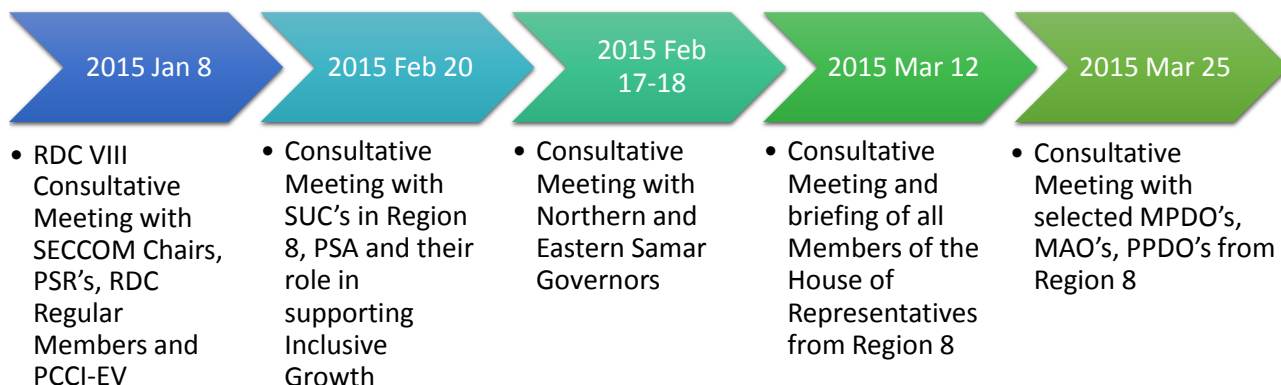 2015 Jan 8
• RDC VIII
Consultative
Meeting with
SECCOM Chairs,
PSR’s, RDC
Regular
Members and
PCCI-EV
2015 Feb 20
• Consultative
Meeting with
SUC’s in Region
8, PSA and their
role in
supporting
Inclusive
Growth
2015 Feb
17-18
• Consultative
Meeting with
Northern and
Eastern Samar
Governors
2015 Mar 12
• Consultative
Meeting and
briefing of all
Members of the
House of
Representatives
from Region 8
2015 Mar 25
• Consultative
Meeting with
selected MPDO’s,
MAO’s, PPDO’s from
Region 8